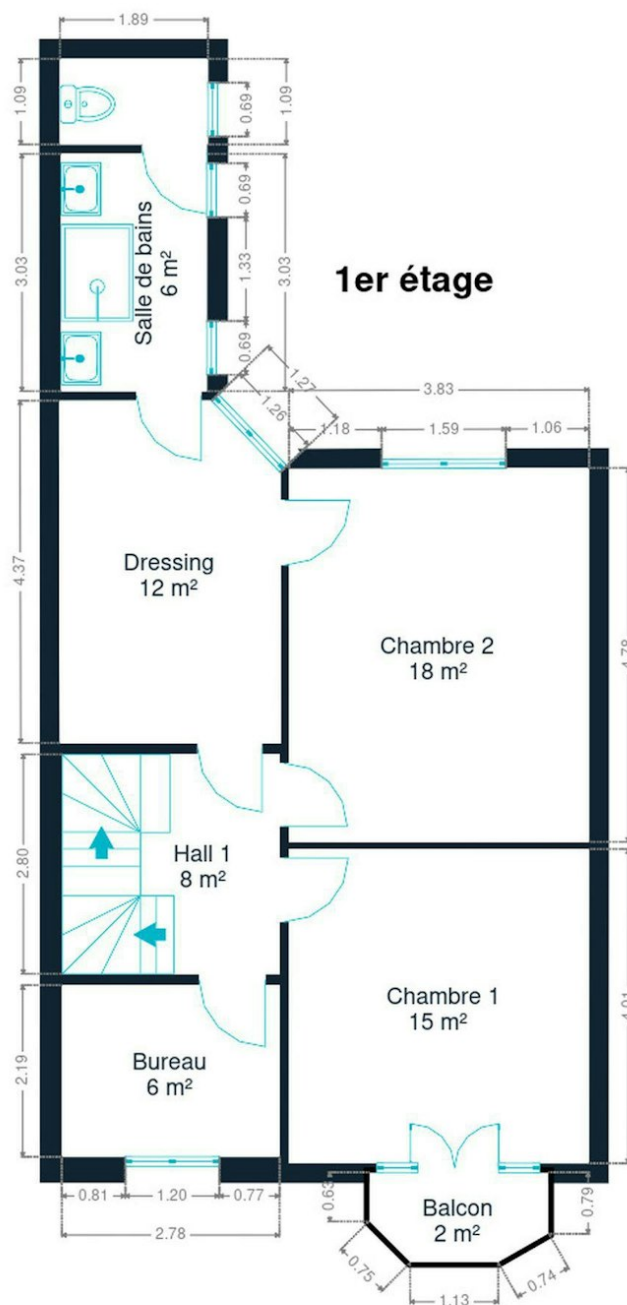 1.89
1.09
0.69
1.09
0.69
Salle de bains
6 m²
3.03
1.33
3.03
1er étage
0.69
1.27
1.26
3.83
1.18
1.59
1.06
Dressing
12 m²
4.37
Chambre 2
18 m²
4.78
Hall 1
8 m²
2.80
Chambre 1
15 m²
4.01
Bureau
6 m²
2.19
0.81
1.20
0.77
2.78
0.63
Balcon
2 m²
0.79
0.75
0.74
1.13